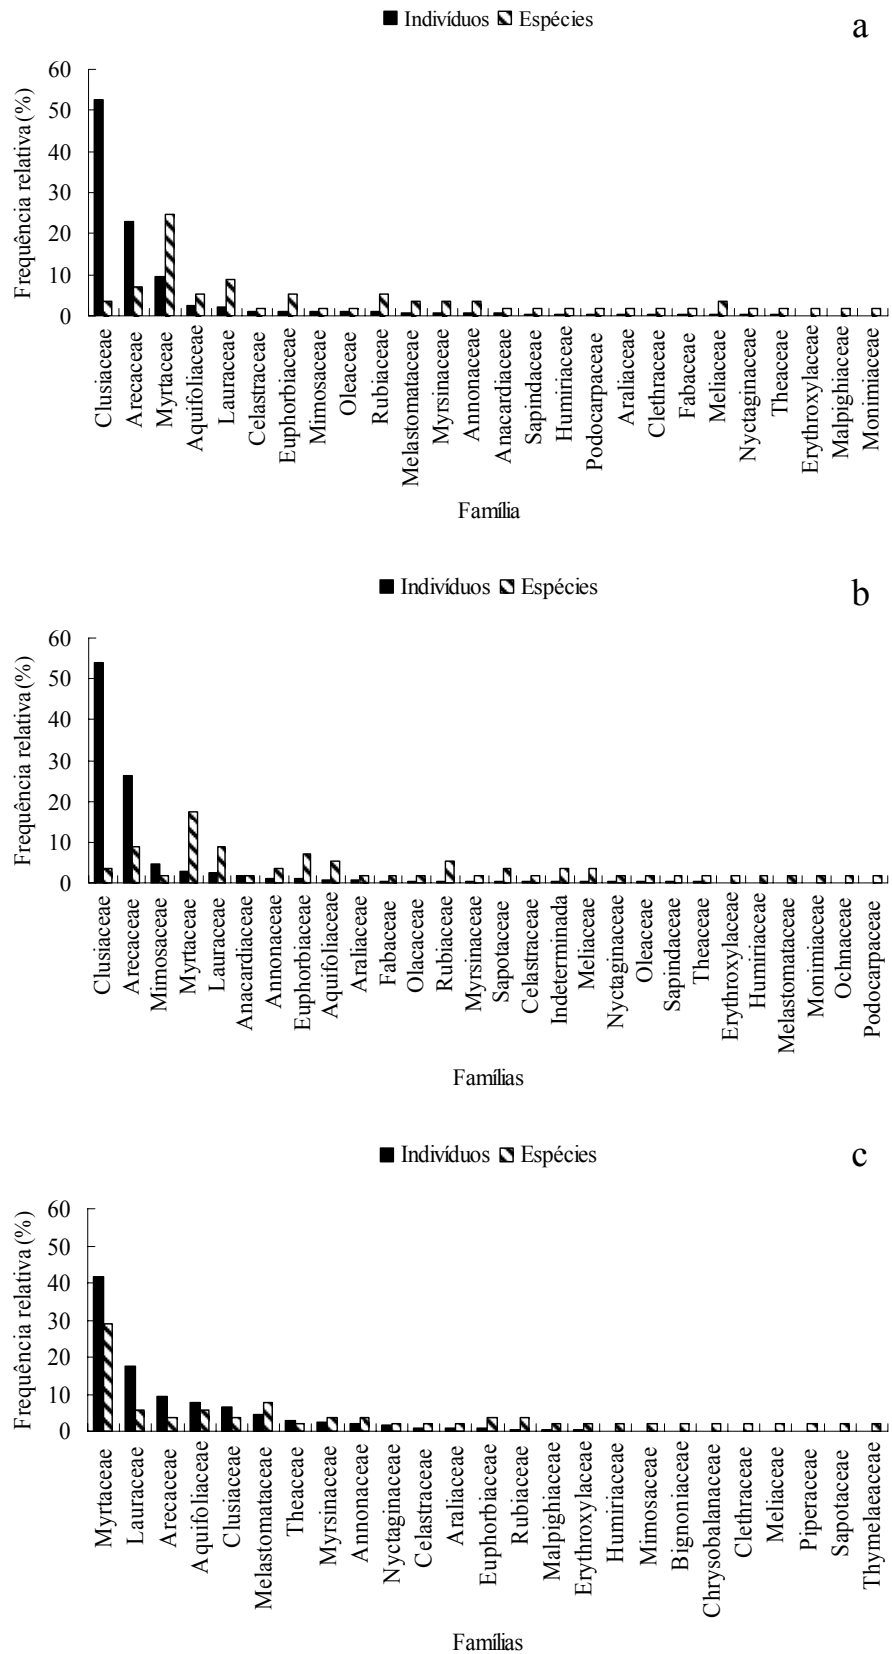 Indivíduos Espécies
a
Frequência relativa (%)
60
50
40
30
20
10
0
Clusiaceae
Arecaceae
Myrtaceae
Aquifoliaceae
Lauraceae
Celastraceae
Euphorbiaceae
Mimosaceae
Oleaceae
Rubiaceae
Melastomataceae
Myrsinaceae
Annonaceae
Anacardiaceae
Sapindaceae
Humiriaceae
Podocarpaceae
Araliaceae
Clethraceae
Fabaceae
Meliaceae
Nyctaginaceae
Theaceae
Erythroxylaceae
Malpighiaceae
Monimiaceae
Família
Indivíduos Espécies
b
Frequência relativa (%)
60
50
40
30
20
10
0
Clusiaceae
Arecaceae
Mimosaceae
Myrtaceae
Lauraceae
Anacardiaceae
Annonaceae
Euphorbiaceae
Aquifoliaceae
Araliaceae
Fabaceae
Olacaceae
Rubiaceae
Myrsinaceae
Sapotaceae
Celastraceae
Indeterminada
Meliaceae
Nyctaginaceae
Oleaceae
Sapindaceae
Theaceae
Erythroxylaceae
Humiriaceae
Melastomataceae
Monimiaceae
Ochnaceae
Podocarpaceae
Famílias
Indivíduos Espécies
c
Frequência relativa (%)
60
50
40
30
20
10
0
Myrtaceae
Lauraceae
Arecaceae
Aquifoliaceae
Clusiaceae
Melastomataceae
Theaceae
Myrsinaceae
Annonaceae
Nyctaginaceae
Celastraceae
Araliaceae
Euphorbiaceae
Rubiaceae
Malpighiaceae
Erythroxylaceae
Humiriaceae
Mimosaceae
Bignoniaceae
Chrysobalanaceae
Clethraceae
Meliaceae
Piperaceae
Sapotaceae
Thymelaeaceae
Famílias